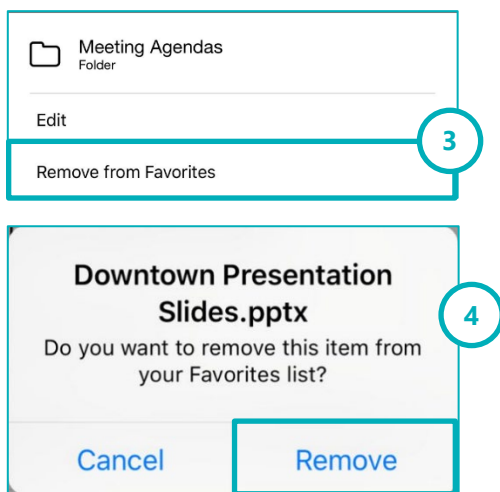 Meeting Agendas
Folder
Edit
3
Remove from Favorites
Downtown Presentation
Slides.pptx
4
Do you want to remove this item from
your Favorites list?
Cancel
Remove